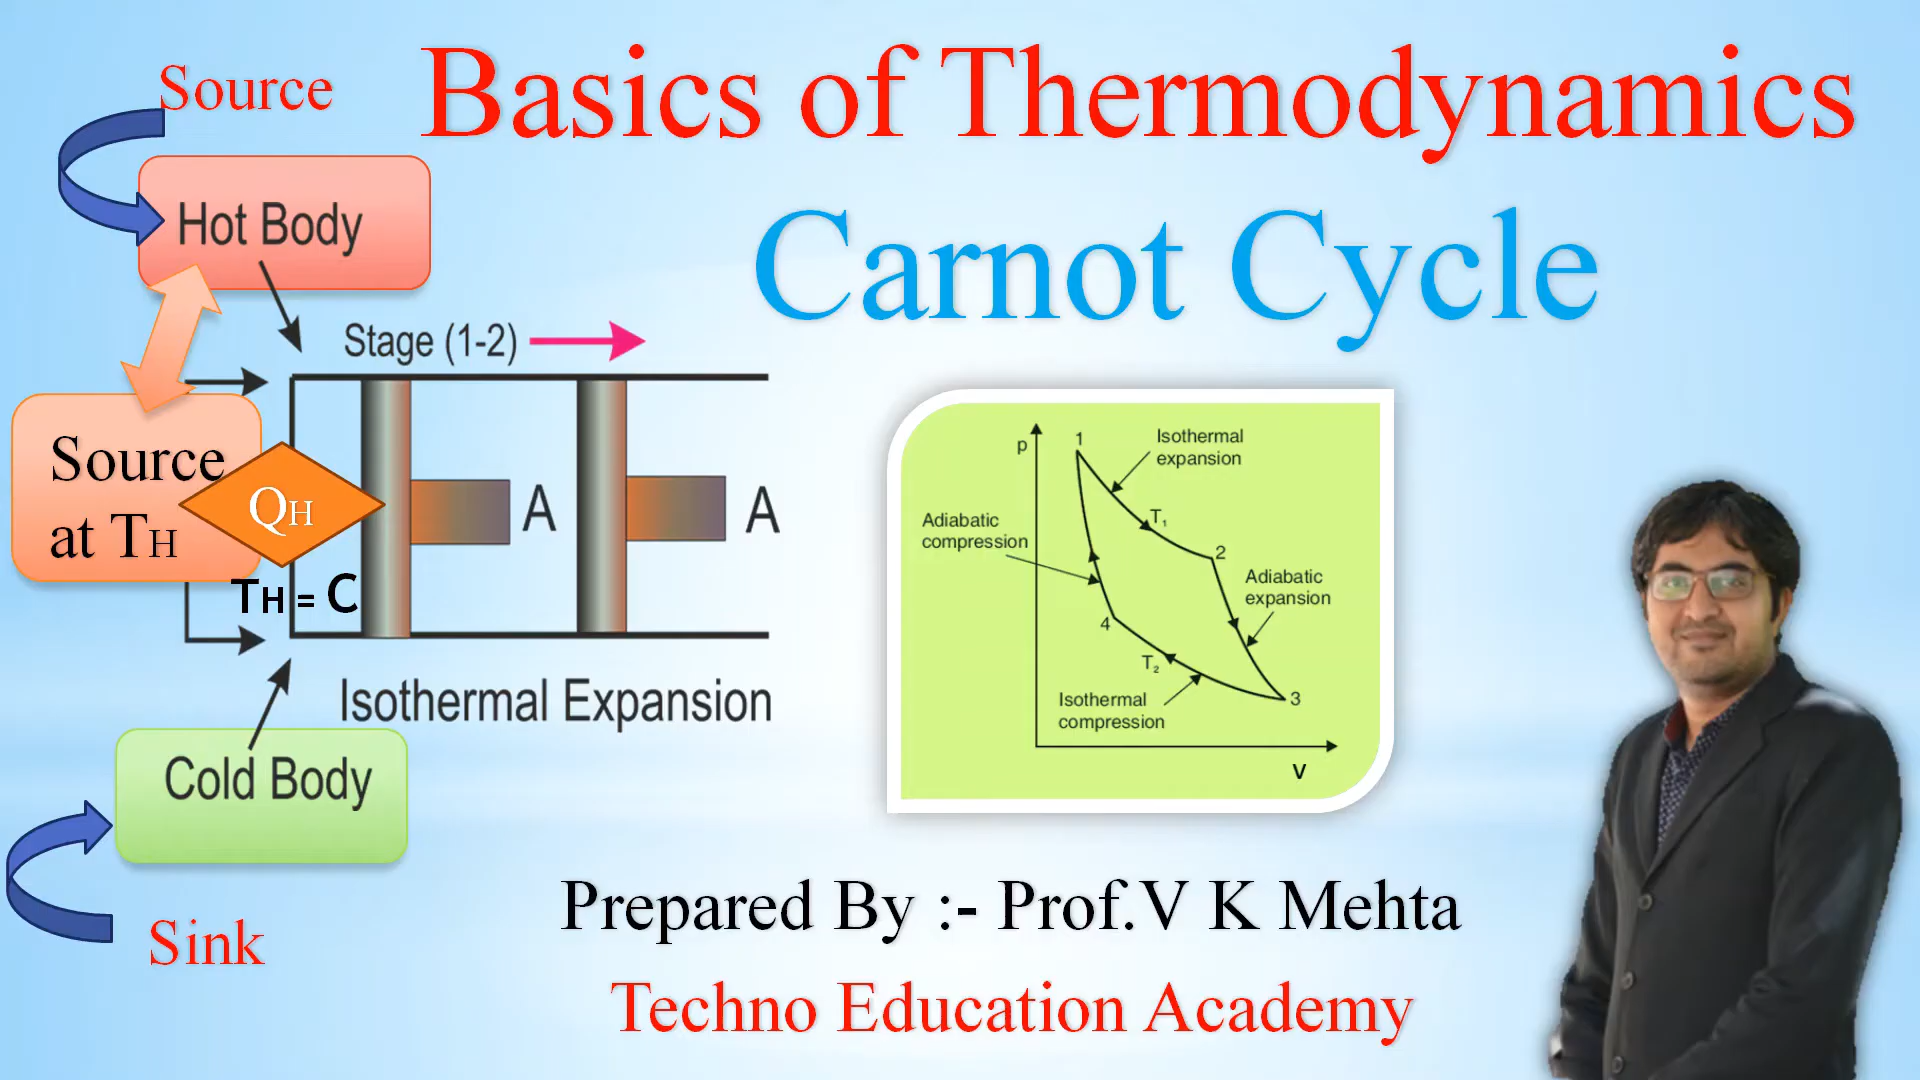 Basics of Thermodynamics
Carnot Cycle
Source
Hot Body
Stage (1-2)
Source
at TH
QH
TH = C
A
A
Isothermal Expansion
Cold Body
Sink
p
1
Isothermal
expansion
T1
2
Adiabatic
compression
Adiabatic
expansion
4
T2
3
Isothermal
compression
V
Prepared By :- Prof.V K Mehta
Techno Education Academy